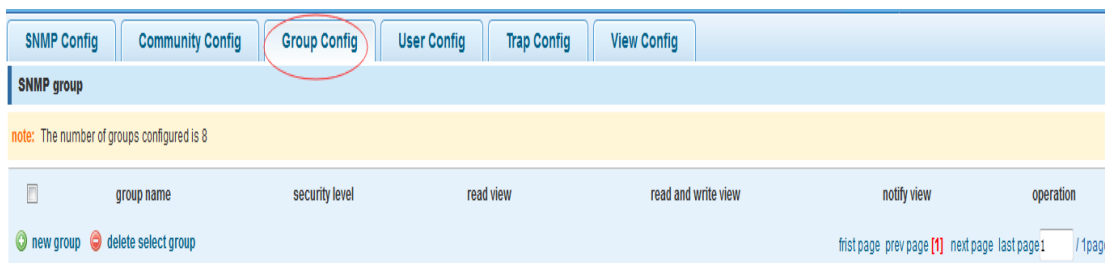 SNMP Config Community Config Group Config User Config Trap Config View Config
SNMP group
note: The number of groups configured is 8
group name security level read view read and write view notify view operation
new group delete select group frist page prev page [1] next page last page 1 / 1page